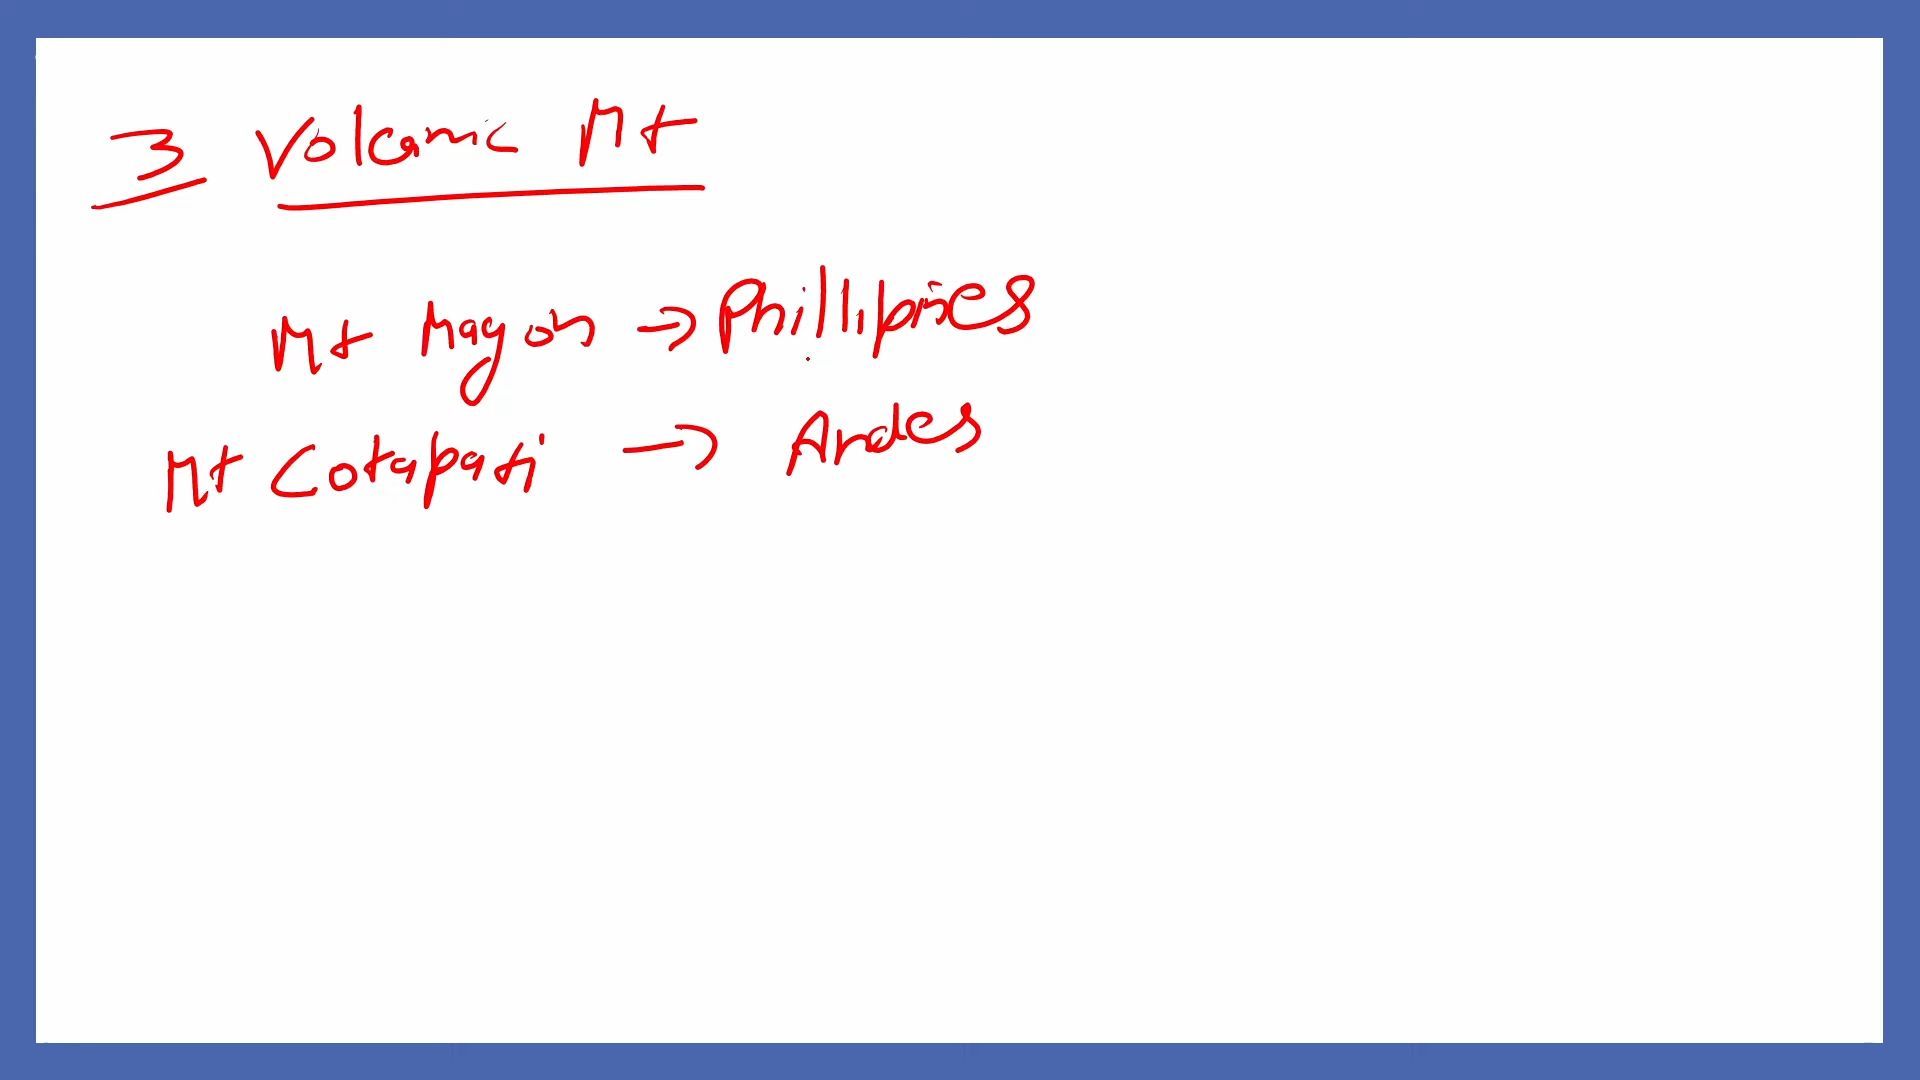 3 Volcanic Mt
Mt Mayon → Phillipines
Mt Cotapati → Andes